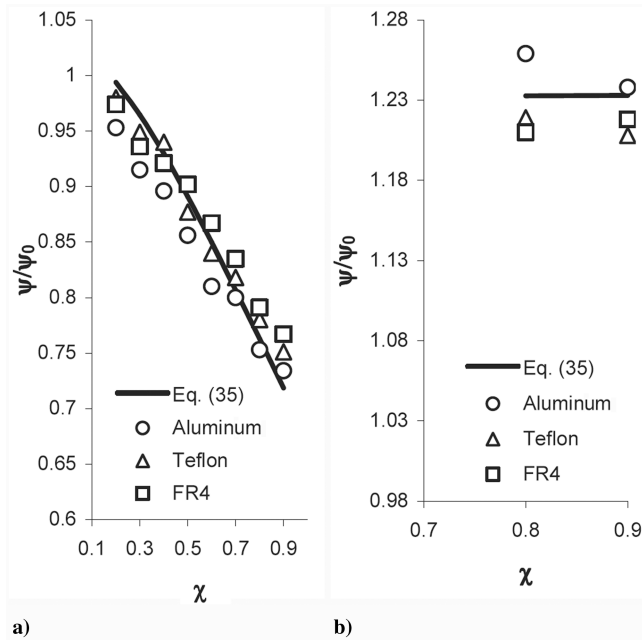 1.05
1
0.95
0.9
0.85
0.8
0.75
0.7
0.65
0.6
ψ/ψ₀
0.1 0.3 0.5 0.7 0.9
χ
Eq. (35)
Aluminum
Teflon
FR4
a)
1.28
1.23
1.18
1.13
1.08
1.03
0.98
ψ/ψ₀
0.7 0.8 0.9
χ
Eq. (35)
Aluminum
Teflon
FR4
b)